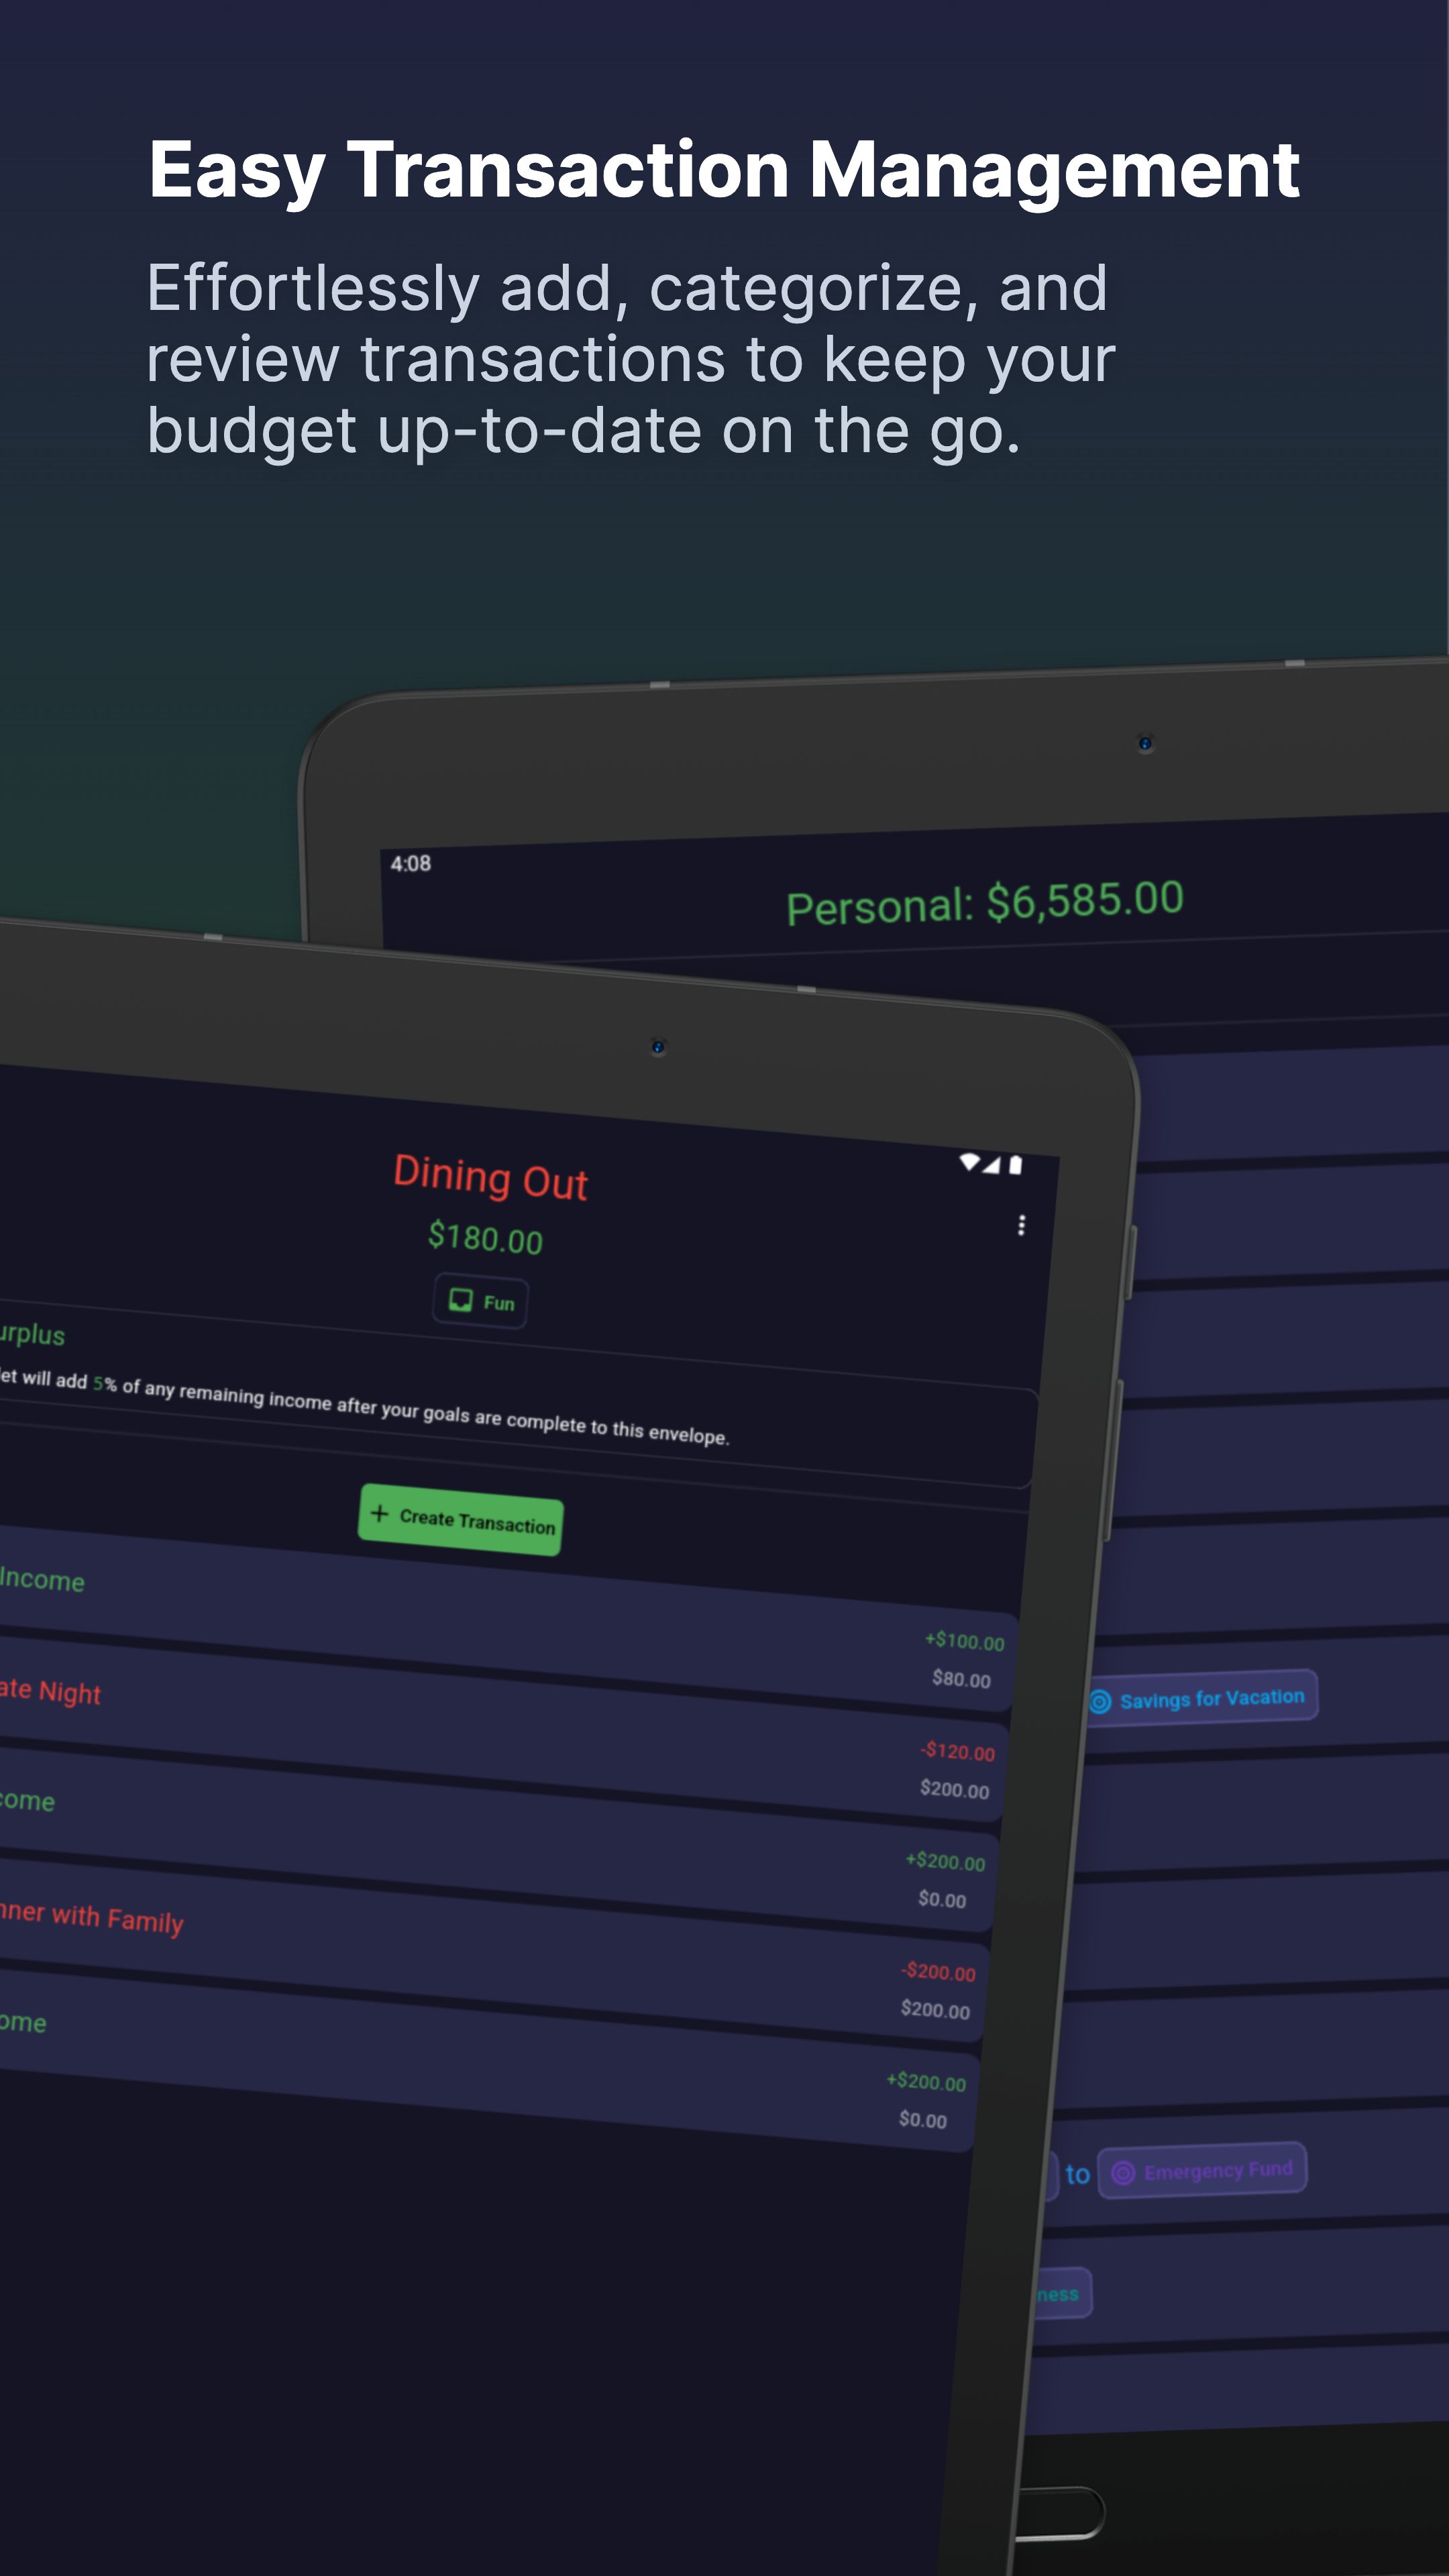 Easy Transaction Management
Effortlessly add, categorize, and
review transactions to keep your
budget up-to-date on the go.
4:08
Personal: $6,585.00
Dining Out
$180.00
Fun
urplus
et will add 5% of any remaining income after your goals are complete to this envelope.
+ Create Transaction
Income
+$100.00
$80.00
ate Night
-$120.00
$200.00
come
+$200.00
$0.00
nner with Family
-$200.00
$200.00
ome
+$200.00
$0.00
Savings for Vacation
to Emergency Fund
ness